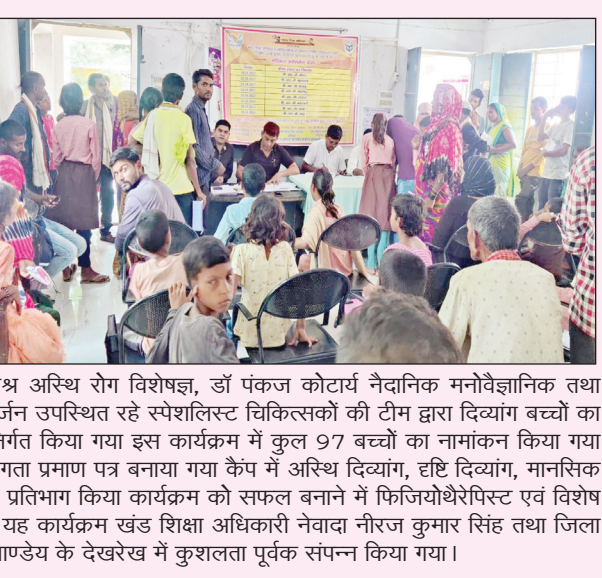 श्र अस्थि रोग विशेषज्ञ, डॉ पंकज कोटार्य नैदानिक मनोवैज्ञानिक तथा
र्जन उपस्थित रहे स्पेशलिस्ट चिकित्सकों की टीम द्वारा दिव्यांग बच्चों का
र्गत किया गया इस कार्यक्रम में कुल 97 बच्चों का नामांकन किया गया
गता प्रमाण पत्र बनाया गया कैंप में अस्थि दिव्यांग, दृष्टि दिव्यांग, मानसिक
प्रतिभाग किया कार्यक्रम को सफल बनाने में फिजियोथैरेपिस्ट एवं विशेष
यह कार्यक्रम खंड शिक्षा अधिकारी नेवादा नीरज कुमार सिंह तथा जिला
ाण्डेय के देखरेख में कुशलता पूर्वक संपन्न किया गया।